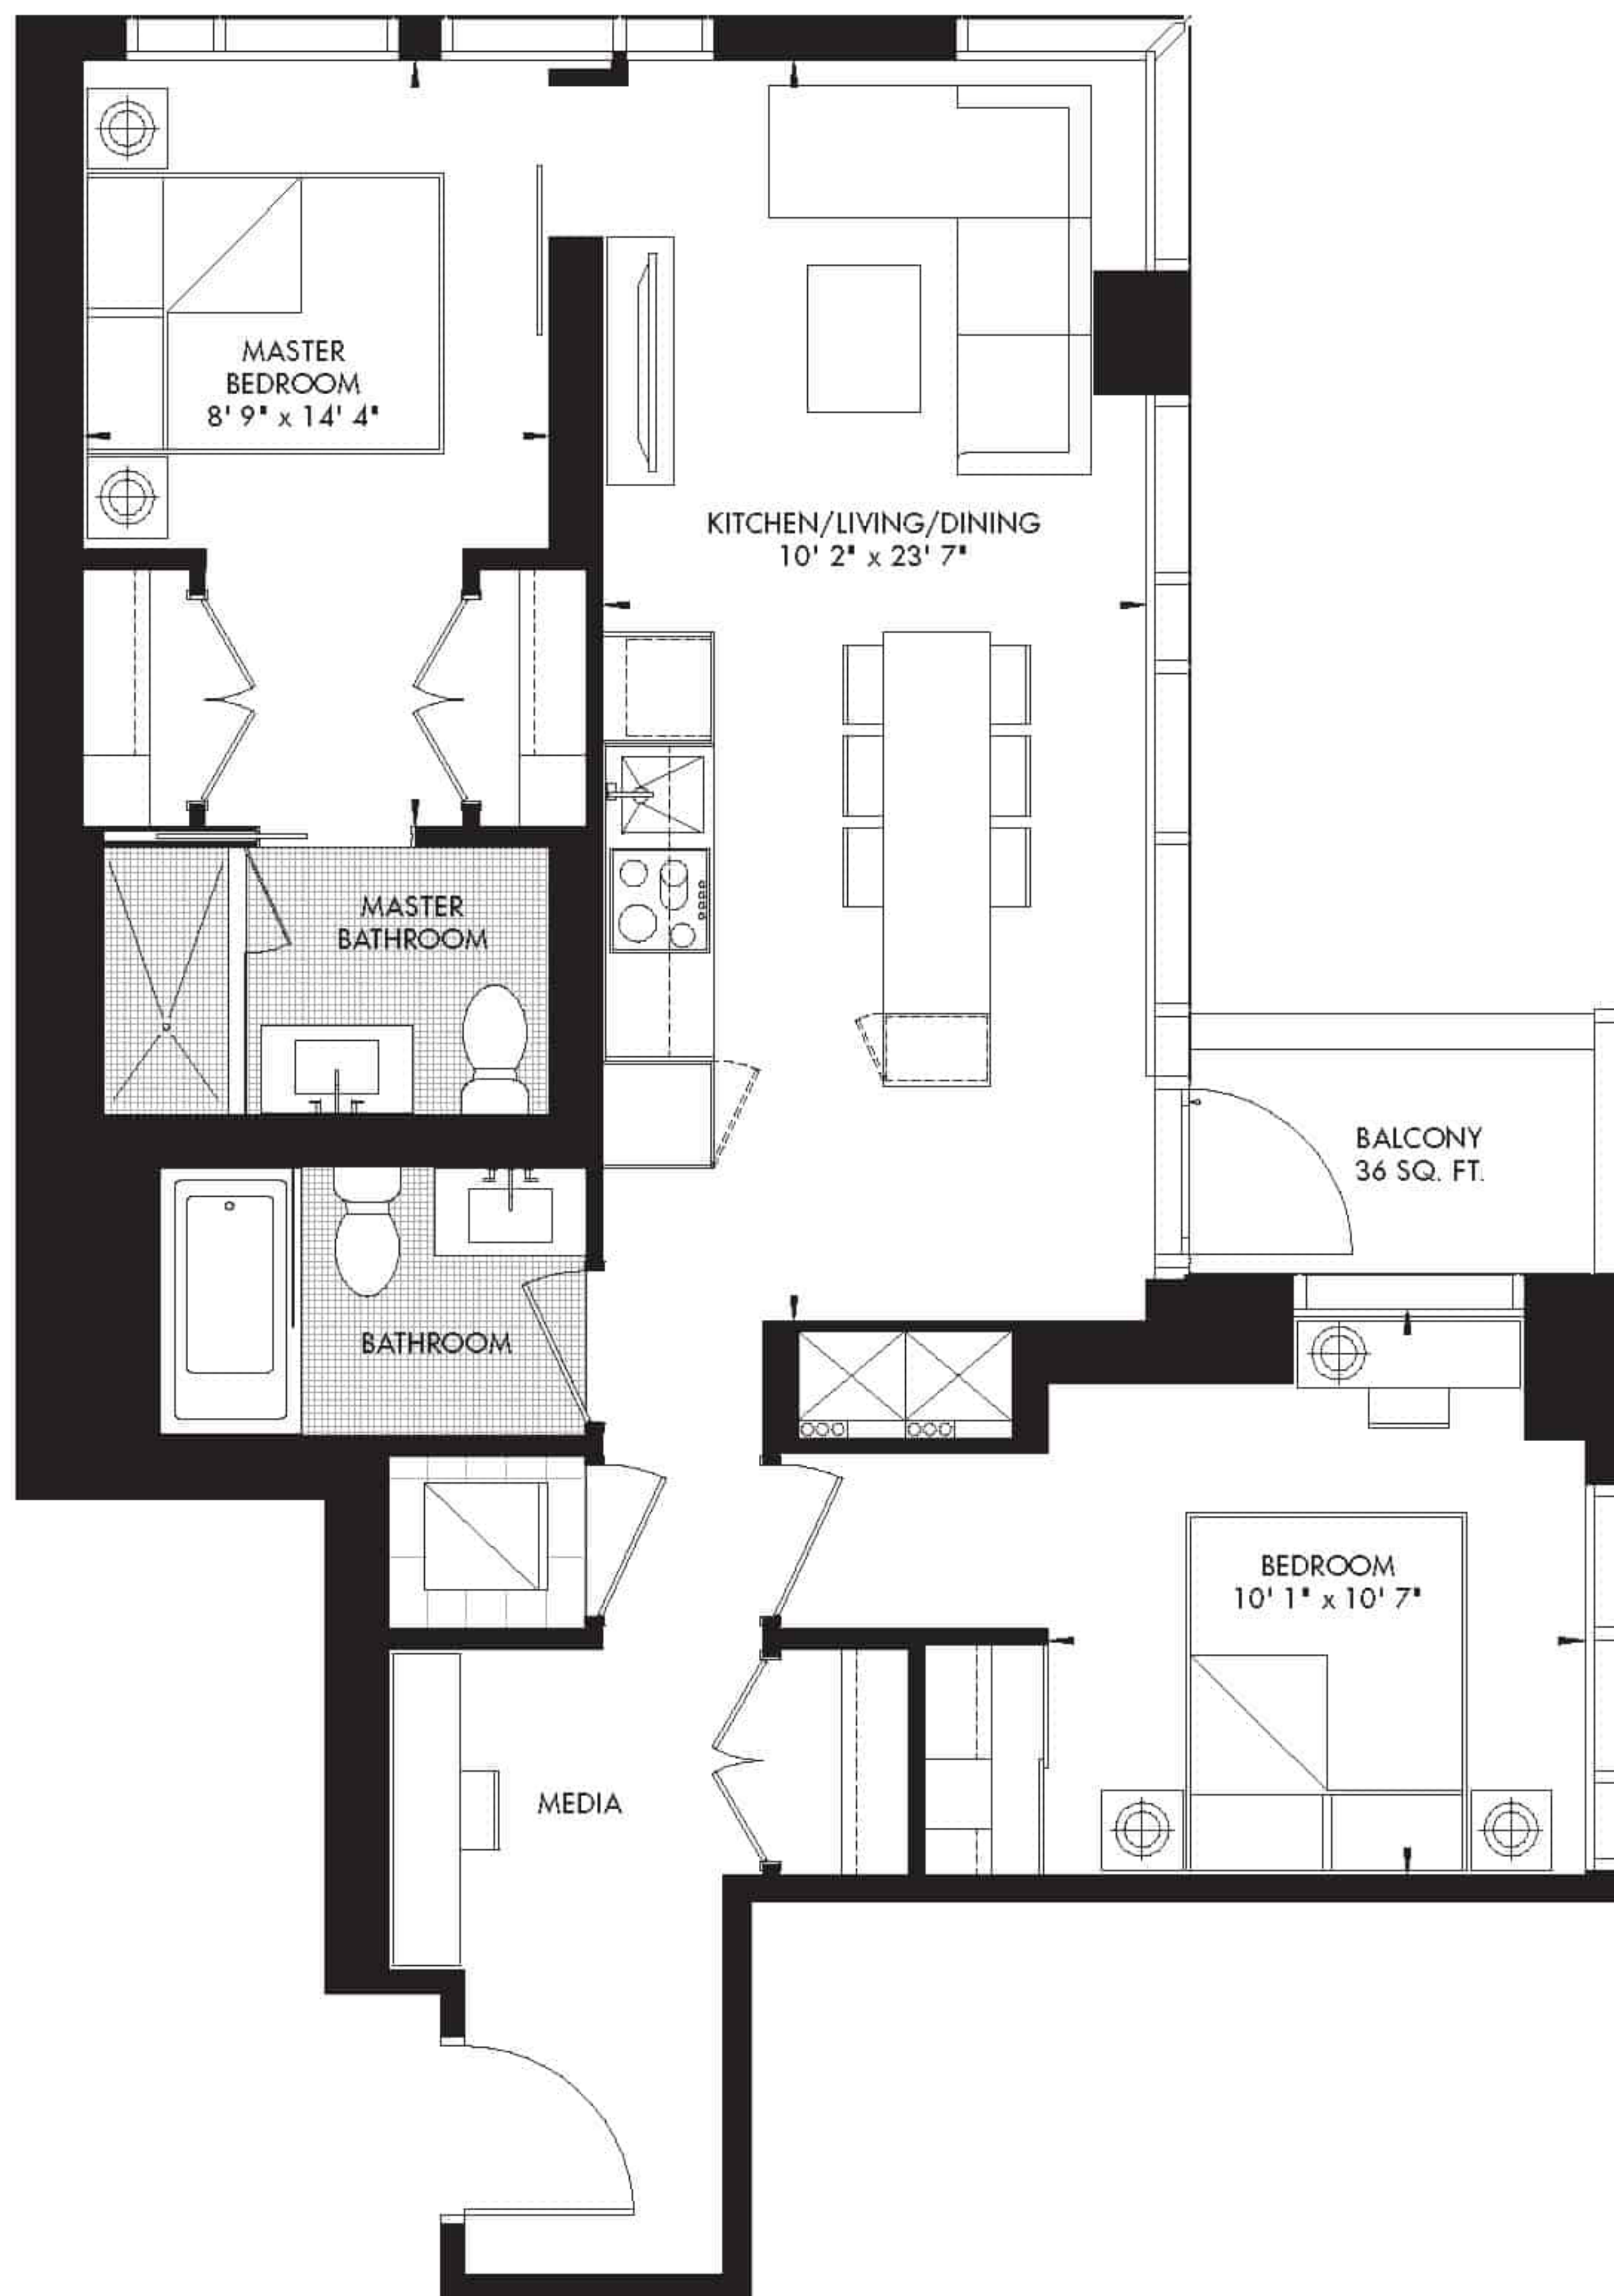 MASTER
BEDROOM
8' 9" x 14' 4"
KITCHEN/LIVING/DINING
10' 2" x 23' 7"
MASTER
BATHROOM
BALCONY
36 SQ. FT.
BATHROOM
BEDROOM
10' 1" x 10' 7"
MEDIA